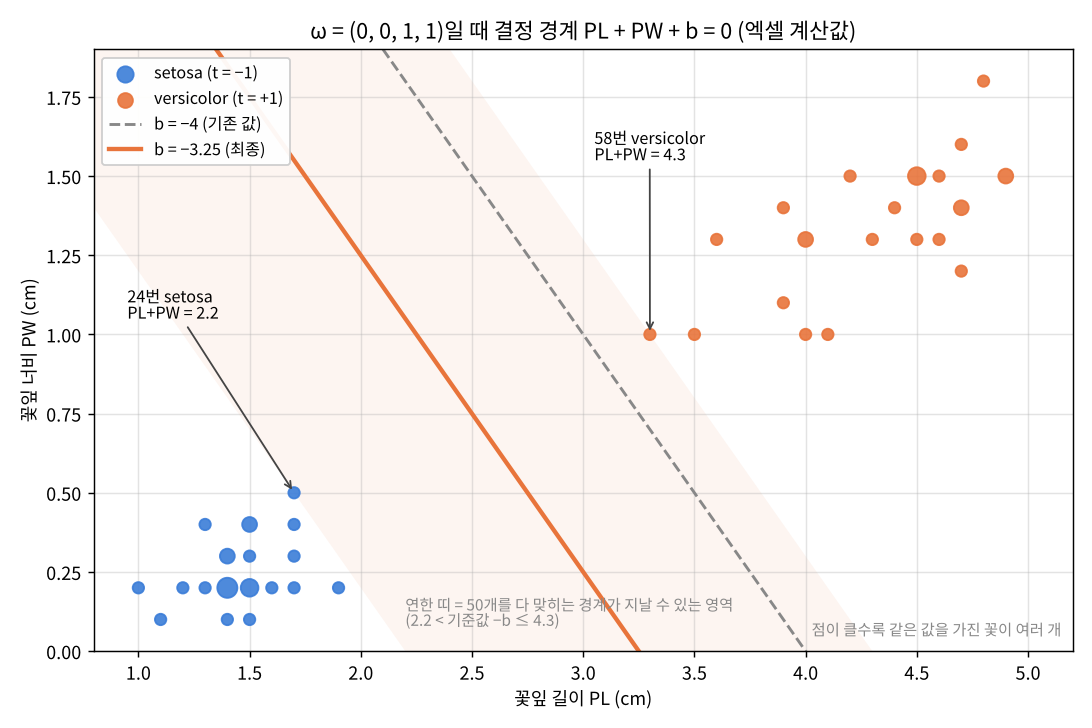 ω = (0, 0, 1, 1)일 때 결정 경계 PL + PW + b = 0 (엑셀 계산값)
setosa (t = −1)
versicolor (t = +1)
b = −4 (기존 값)
b = −3.25 (최종)
58번 versicolor
PL+PW = 4.3
24번 setosa
PL+PW = 2.2
연한 띠 = 50개를 다 맞히는 경계가 지날 수 있는 영역
(2.2 < 기준값 −b ≤ 4.3)
점이 클수록 같은 값을 가진 꽃이 여러 개
꽃잎 너비 PW (cm)
1.75
1.50
1.25
1.00
0.75
0.50
0.25
0.00
1.0 1.5 2.0 2.5 3.0 3.5 4.0 4.5 5.0
꽃잎 길이 PL (cm)